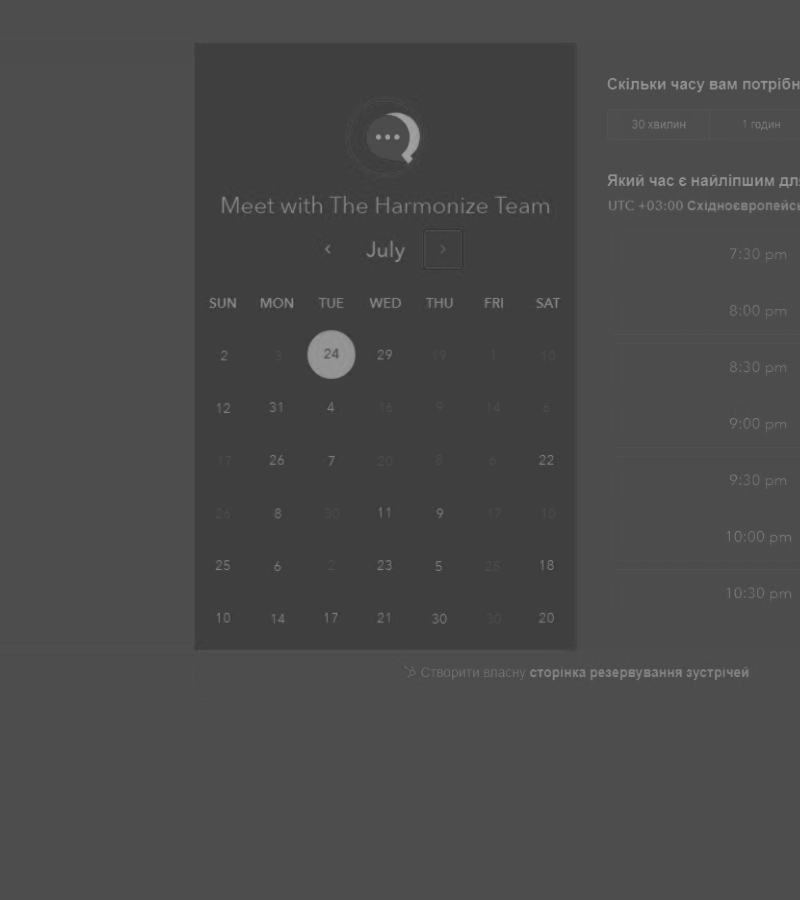 Meet with The Harmonize Team
July
SUN MON TUE WED THU FRI SAT
2 3 24 29 19 1 10
12 31 4 16 9 14 6
17 26 7 20 8 6 22
26 8 30 11 9 17 10
25 6 2 23 5 25 18
10 14 17 21 30 30 20
Скільки часу вам
30 хвилин 1 годин
Який час є найліпшим
UTC +03:00
7:30 pm
8:00 pm
8:30 pm
9:00 pm
9:30 pm
10:00 pm
10:30 pm
Створити власну сторінка резервування зустрічей